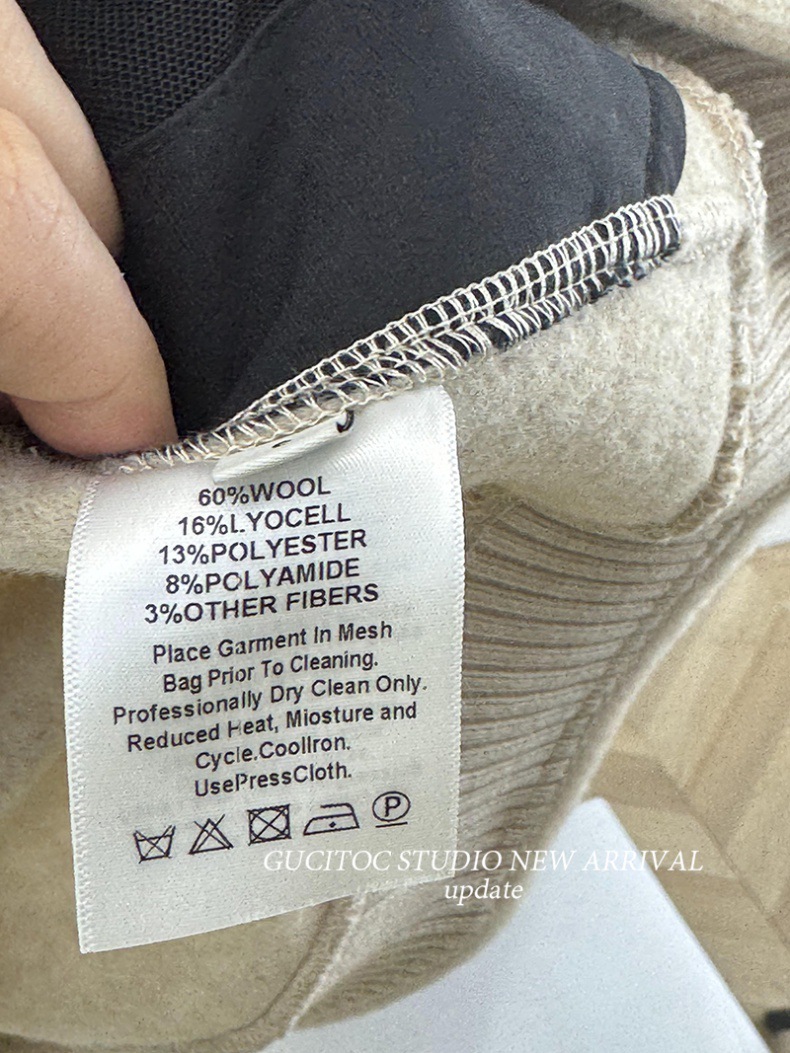 60%WOOL
16%LYOCELL
13%POLYESTER
8%POLYAMIDE
3%OTHER FIBERS
Place Garment In Mesh
Bag Prior To Cleaning.
Professionally Dry Clean Only.
Reduced Heat, Miosture and
Cycle.CoolIron.
UsePressCloth.
P
GUCITOC STUDIO NEW ARRIVAL
update